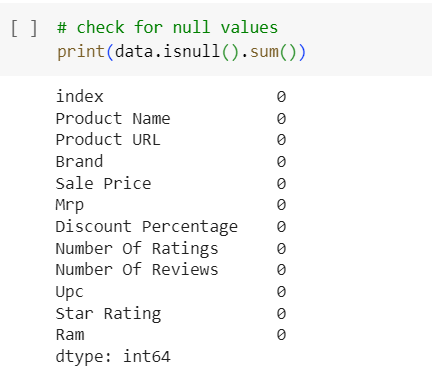 [ ] # check for null values
print(data.isnull().sum())
index 0
Product Name 0
Product URL 0
Brand 0
Sale Price 0
Mrp 0
Discount Percentage 0
Number Of Ratings 0
Number Of Reviews 0
Upc 0
Star Rating 0
Ram 0
dtype: int64